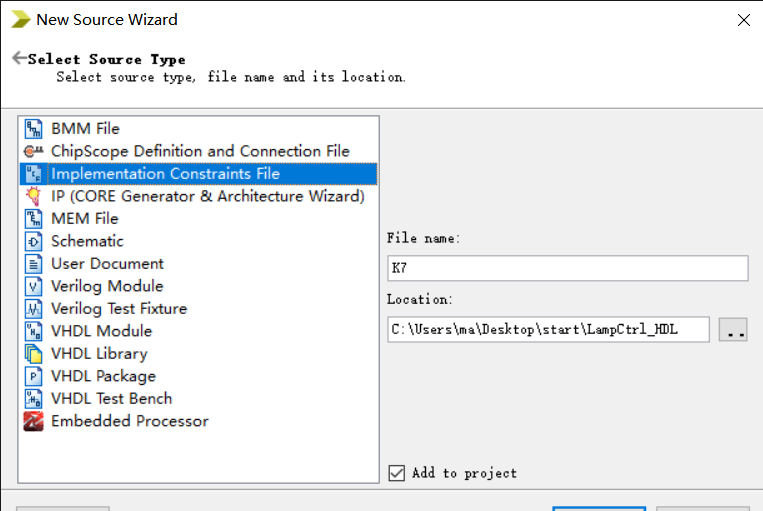 New Source Wizard
Select Source Type
Select source type, file name and its location.
BMM File
ChipScope Definition and Connection File
Implementation Constraints File
IP (CORE Generator & Architecture Wizard)
MEM File
Schematic
User Document
Verilog Module
Verilog Test Fixture
VHDL Module
VHDL Library
VHDL Package
VHDL Test Bench
Embedded Processor
File name:
K7
Location:
C:\Users\ma\Desktop\start\LampCtrl_HDL
..
Add to project